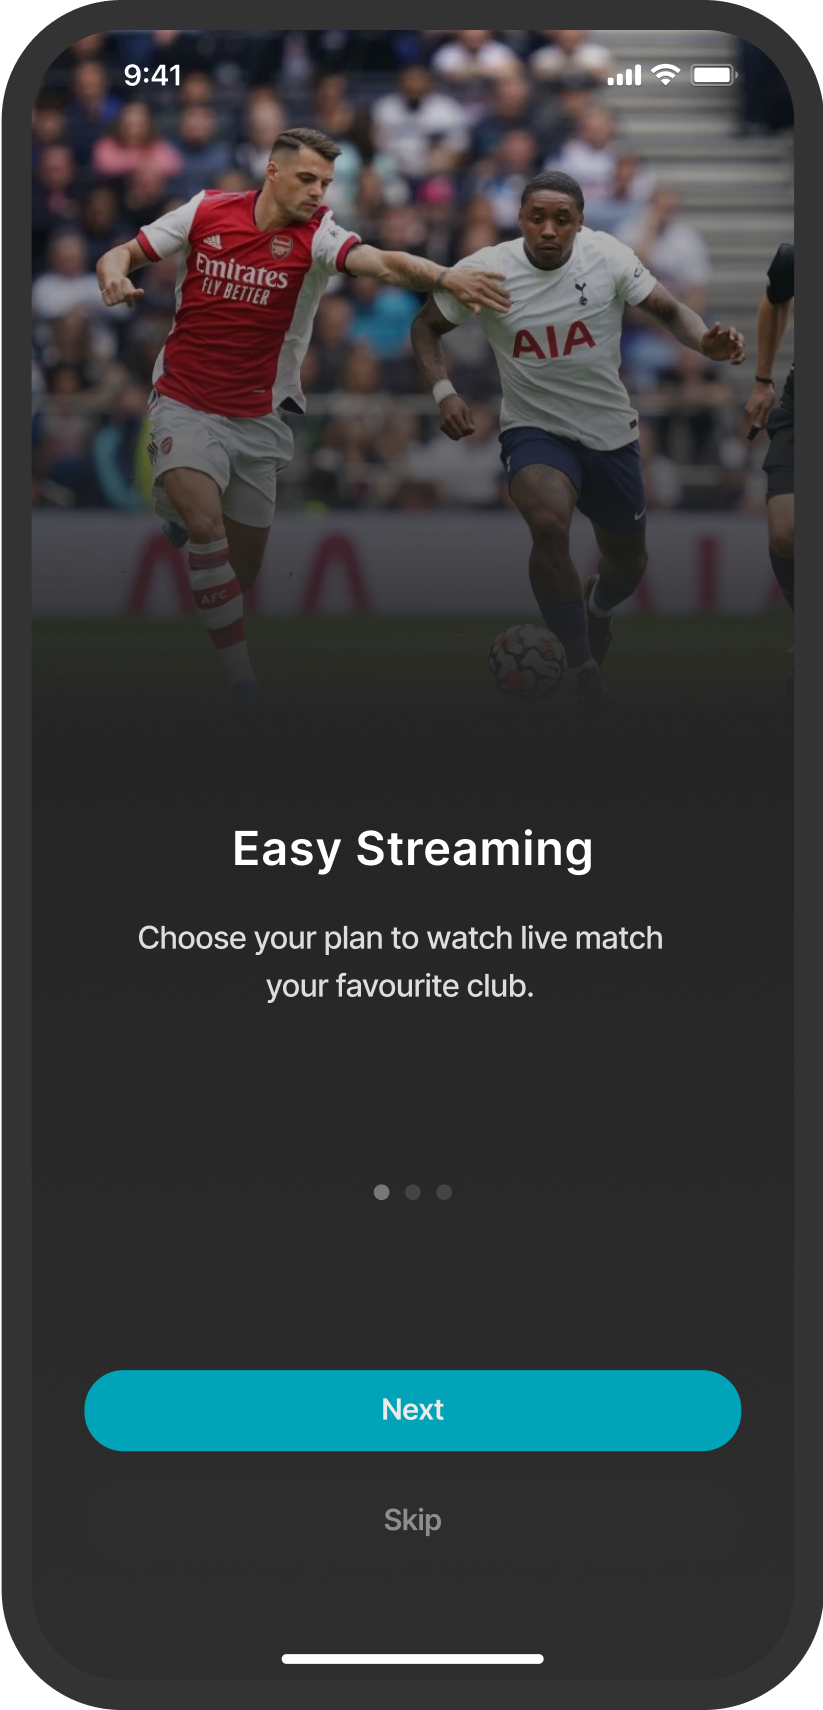 9:41
Emirates
FLY BETTER
AIA
AFC
Easy Streaming
Choose your plan to watch live match
your favourite club.
Next
Skip